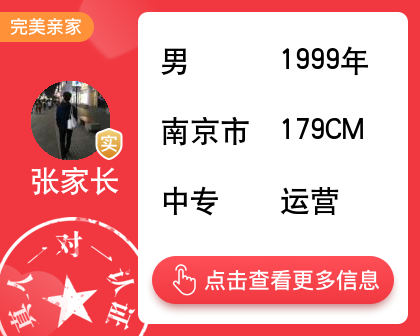 完美亲家
男
1999年
南京市
179CM
中专
运营
实
张家长
点击查看更多信息
真人一对一认证